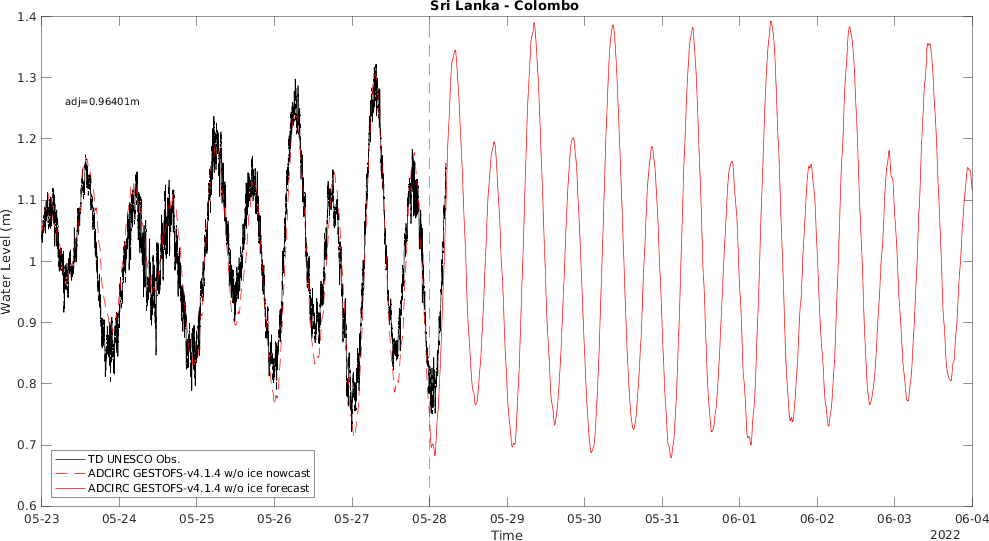 Sri Lanka - Colombo
1.4
1.3
1.2
1.1
1
0.9
0.8
0.7
0.6
Water Level (m)
adj=0.96401m
TD UNESCO Obs.
ADCIRC GESTOFS-v4.1.4 w/o ice nowcast
ADCIRC GESTOFS-v4.1.4 w/o ice forecast
05-23 05-24 05-25 05-26 05-27 05-28 05-29 05-30 05-31 06-01 06-02 06-03 06-04
Time
2022